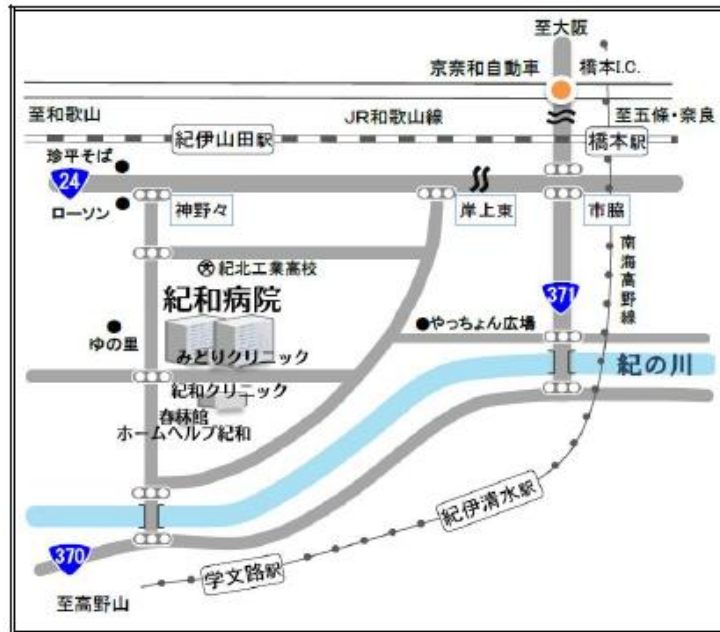 至大阪
京奈和自動車
橋本I.C.
至和歌山
JR和歌山線
至五條・奈良
紀伊山田駅
橋本駅
珍平そば
24
ローソン
神野々
岸上東
市脇
紀北工業高校
南海高野線
紀和病院
371
やっちょん広場
ゆの里
みどりクリニック
紀の川
紀和クリニック
春秣館
ホームヘルプ紀和
紀伊清水駅
370
学文路駅
至高野山